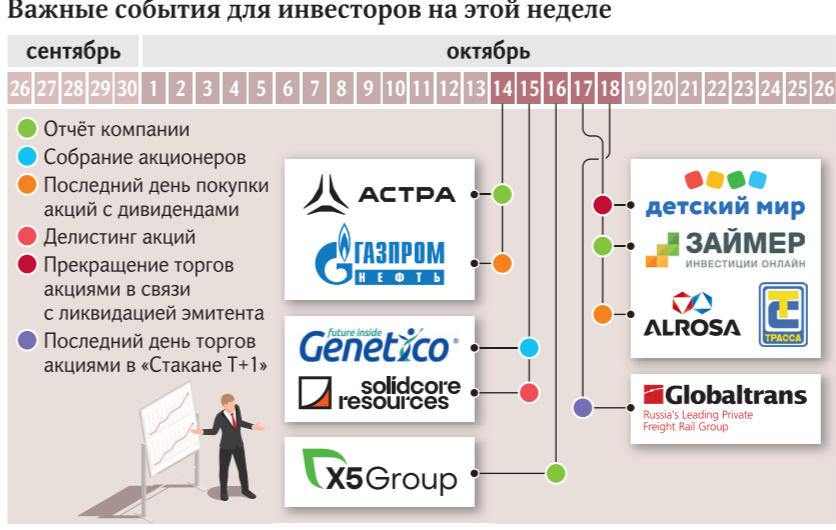 Важные события для инвесторов на этой неделе
сентябрь октябрь
26 27 28 29 30 1 2 3 4 5 6 7 8 9 10 11 12 13 14 15 16 17 18 19 20 21 22 23 24 25 26
Отчёт компании
Собрание акционеров
Последний день покупки
акций с дивидендами
Делистинг акций
Прекращение торгов
акциями в связи
с ликвидацией эмитента
Последний день торгов
акциями в «Стакане Т+1»
АСТРА
ГАЗПРОМ
НЕФТЬ
future inside
Genetico
solidcore
resources
X5Group
детский мир
ЗАЙМЕР
ИНВЕСТИЦИИ ОНЛАЙН
ALROSA
ТС
ТРАССА
Globaltrans
Russia's Leading Private
Freight Rail Group